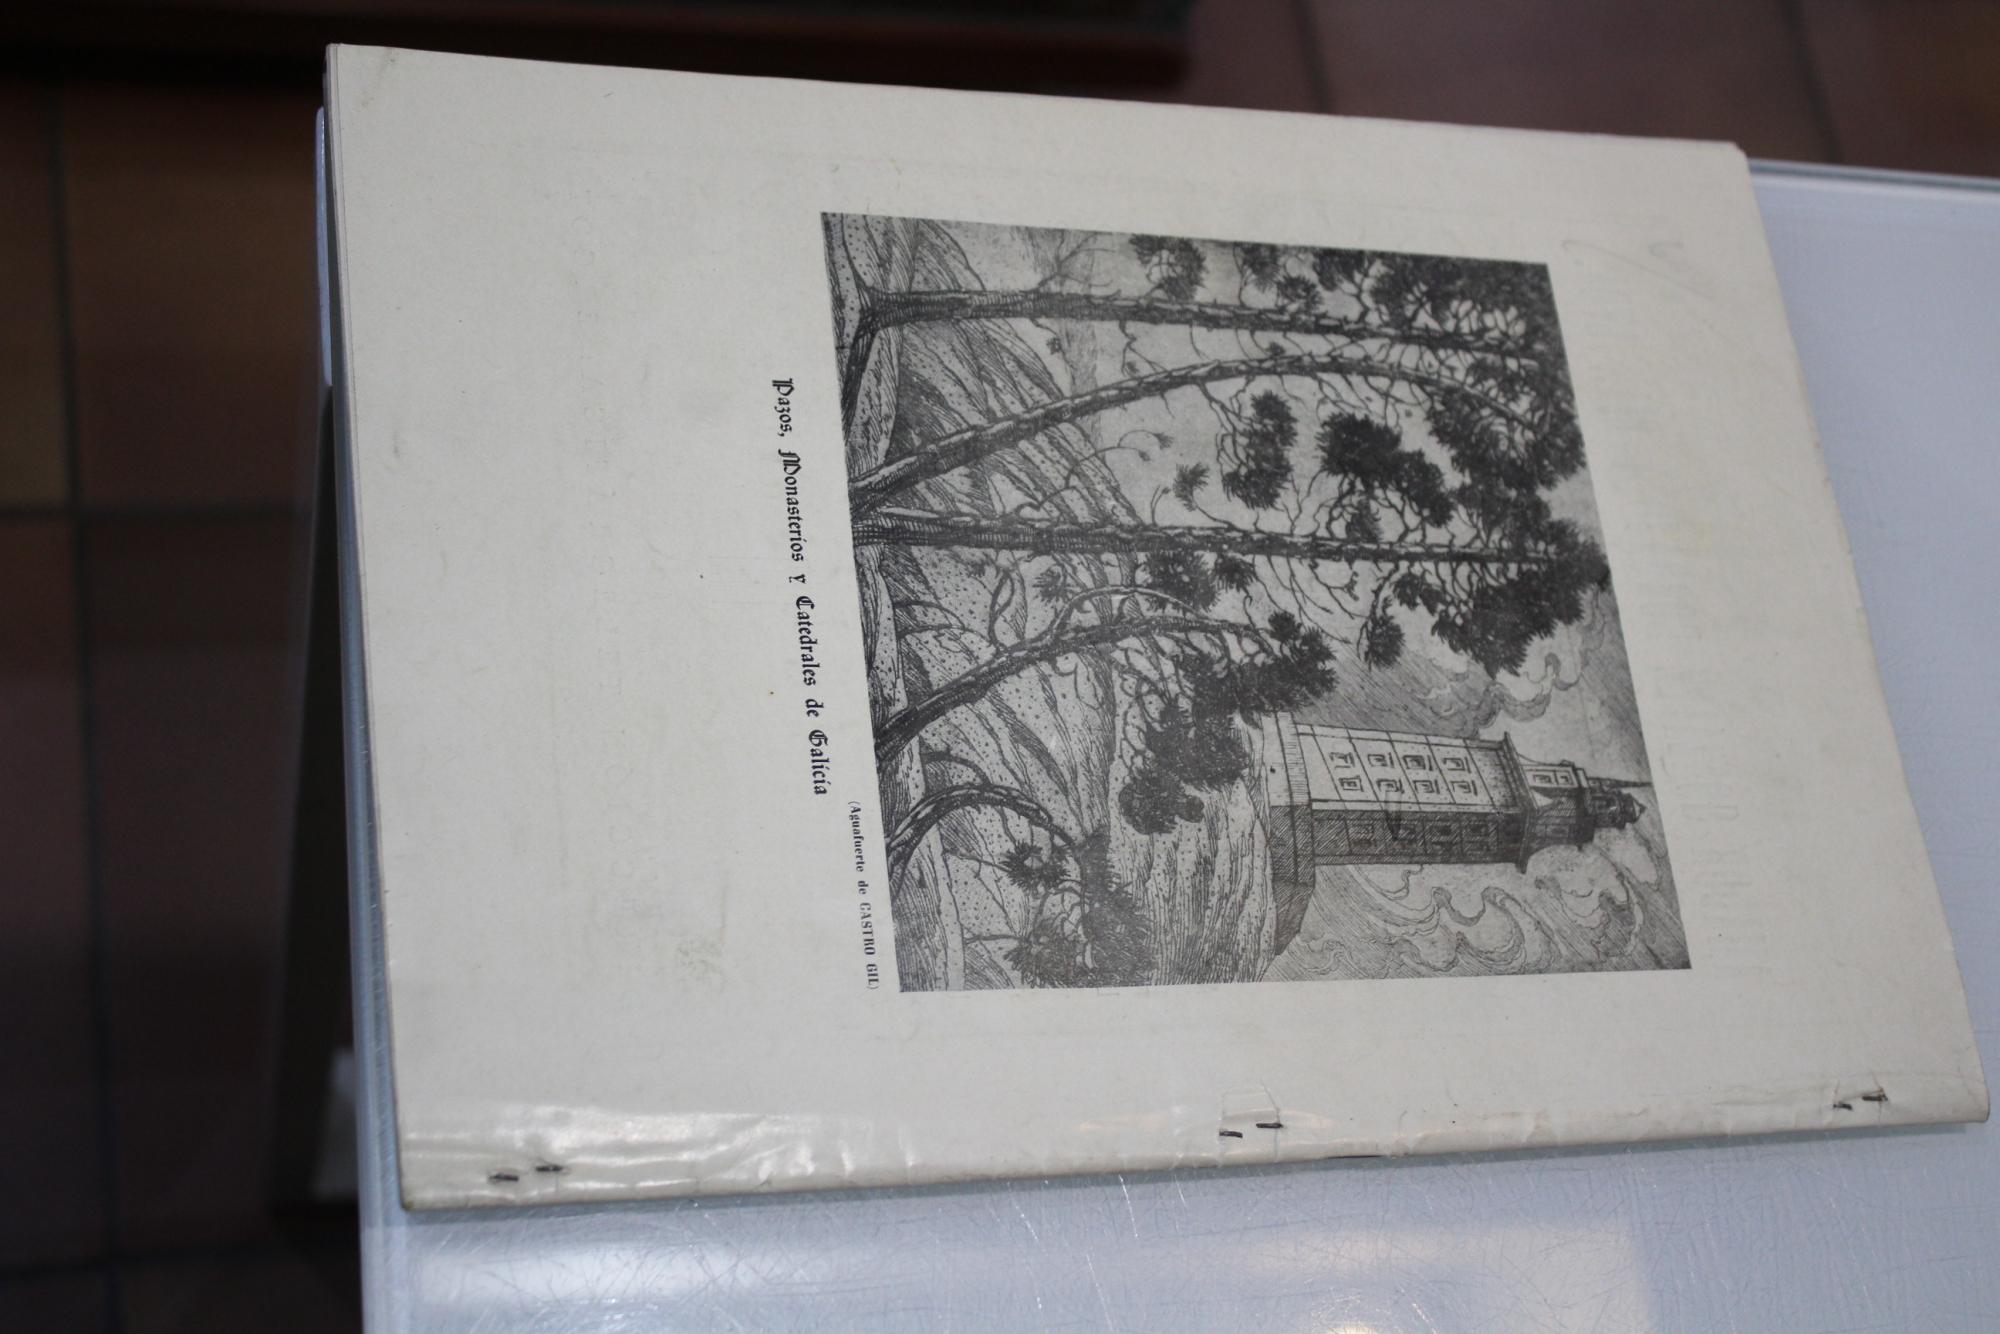 (Aguafuerte de CASTRO GIL)
Pazos, Monasterios y Catedrales de Galicia